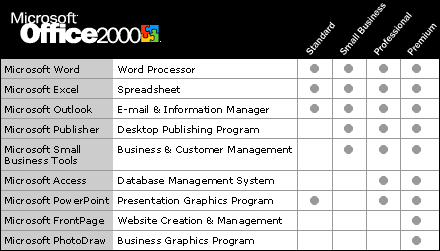 Microsoft
Office2000
Standard
Small Business
Professional
Premium
Microsoft Word Word Processor
Microsoft Excel Spreadsheet
Microsoft Outlook E-mail & Information Manager
Microsoft Publisher Desktop Publishing Program
Microsoft Small Business & Customer Management
Business Tools
Microsoft Access Database Management System
Microsoft PowerPoint Presentation Graphics Program
Microsoft FrontPage Website Creation & Management
Microsoft PhotoDraw Business Graphics Program